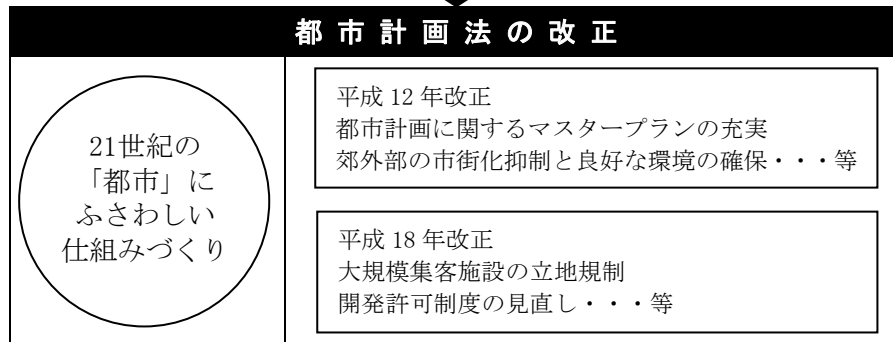 都市計画法の改正
21世紀の
「都市」に
ふさわしい
仕組みづくり
平成 12 年改正
都市計画に関するマスタープランの充実
郊外部の市街化抑制と良好な環境の確保・・・等
平成 18 年改正
大規模集客施設の立地規制
開発許可制度の見直し・・・等